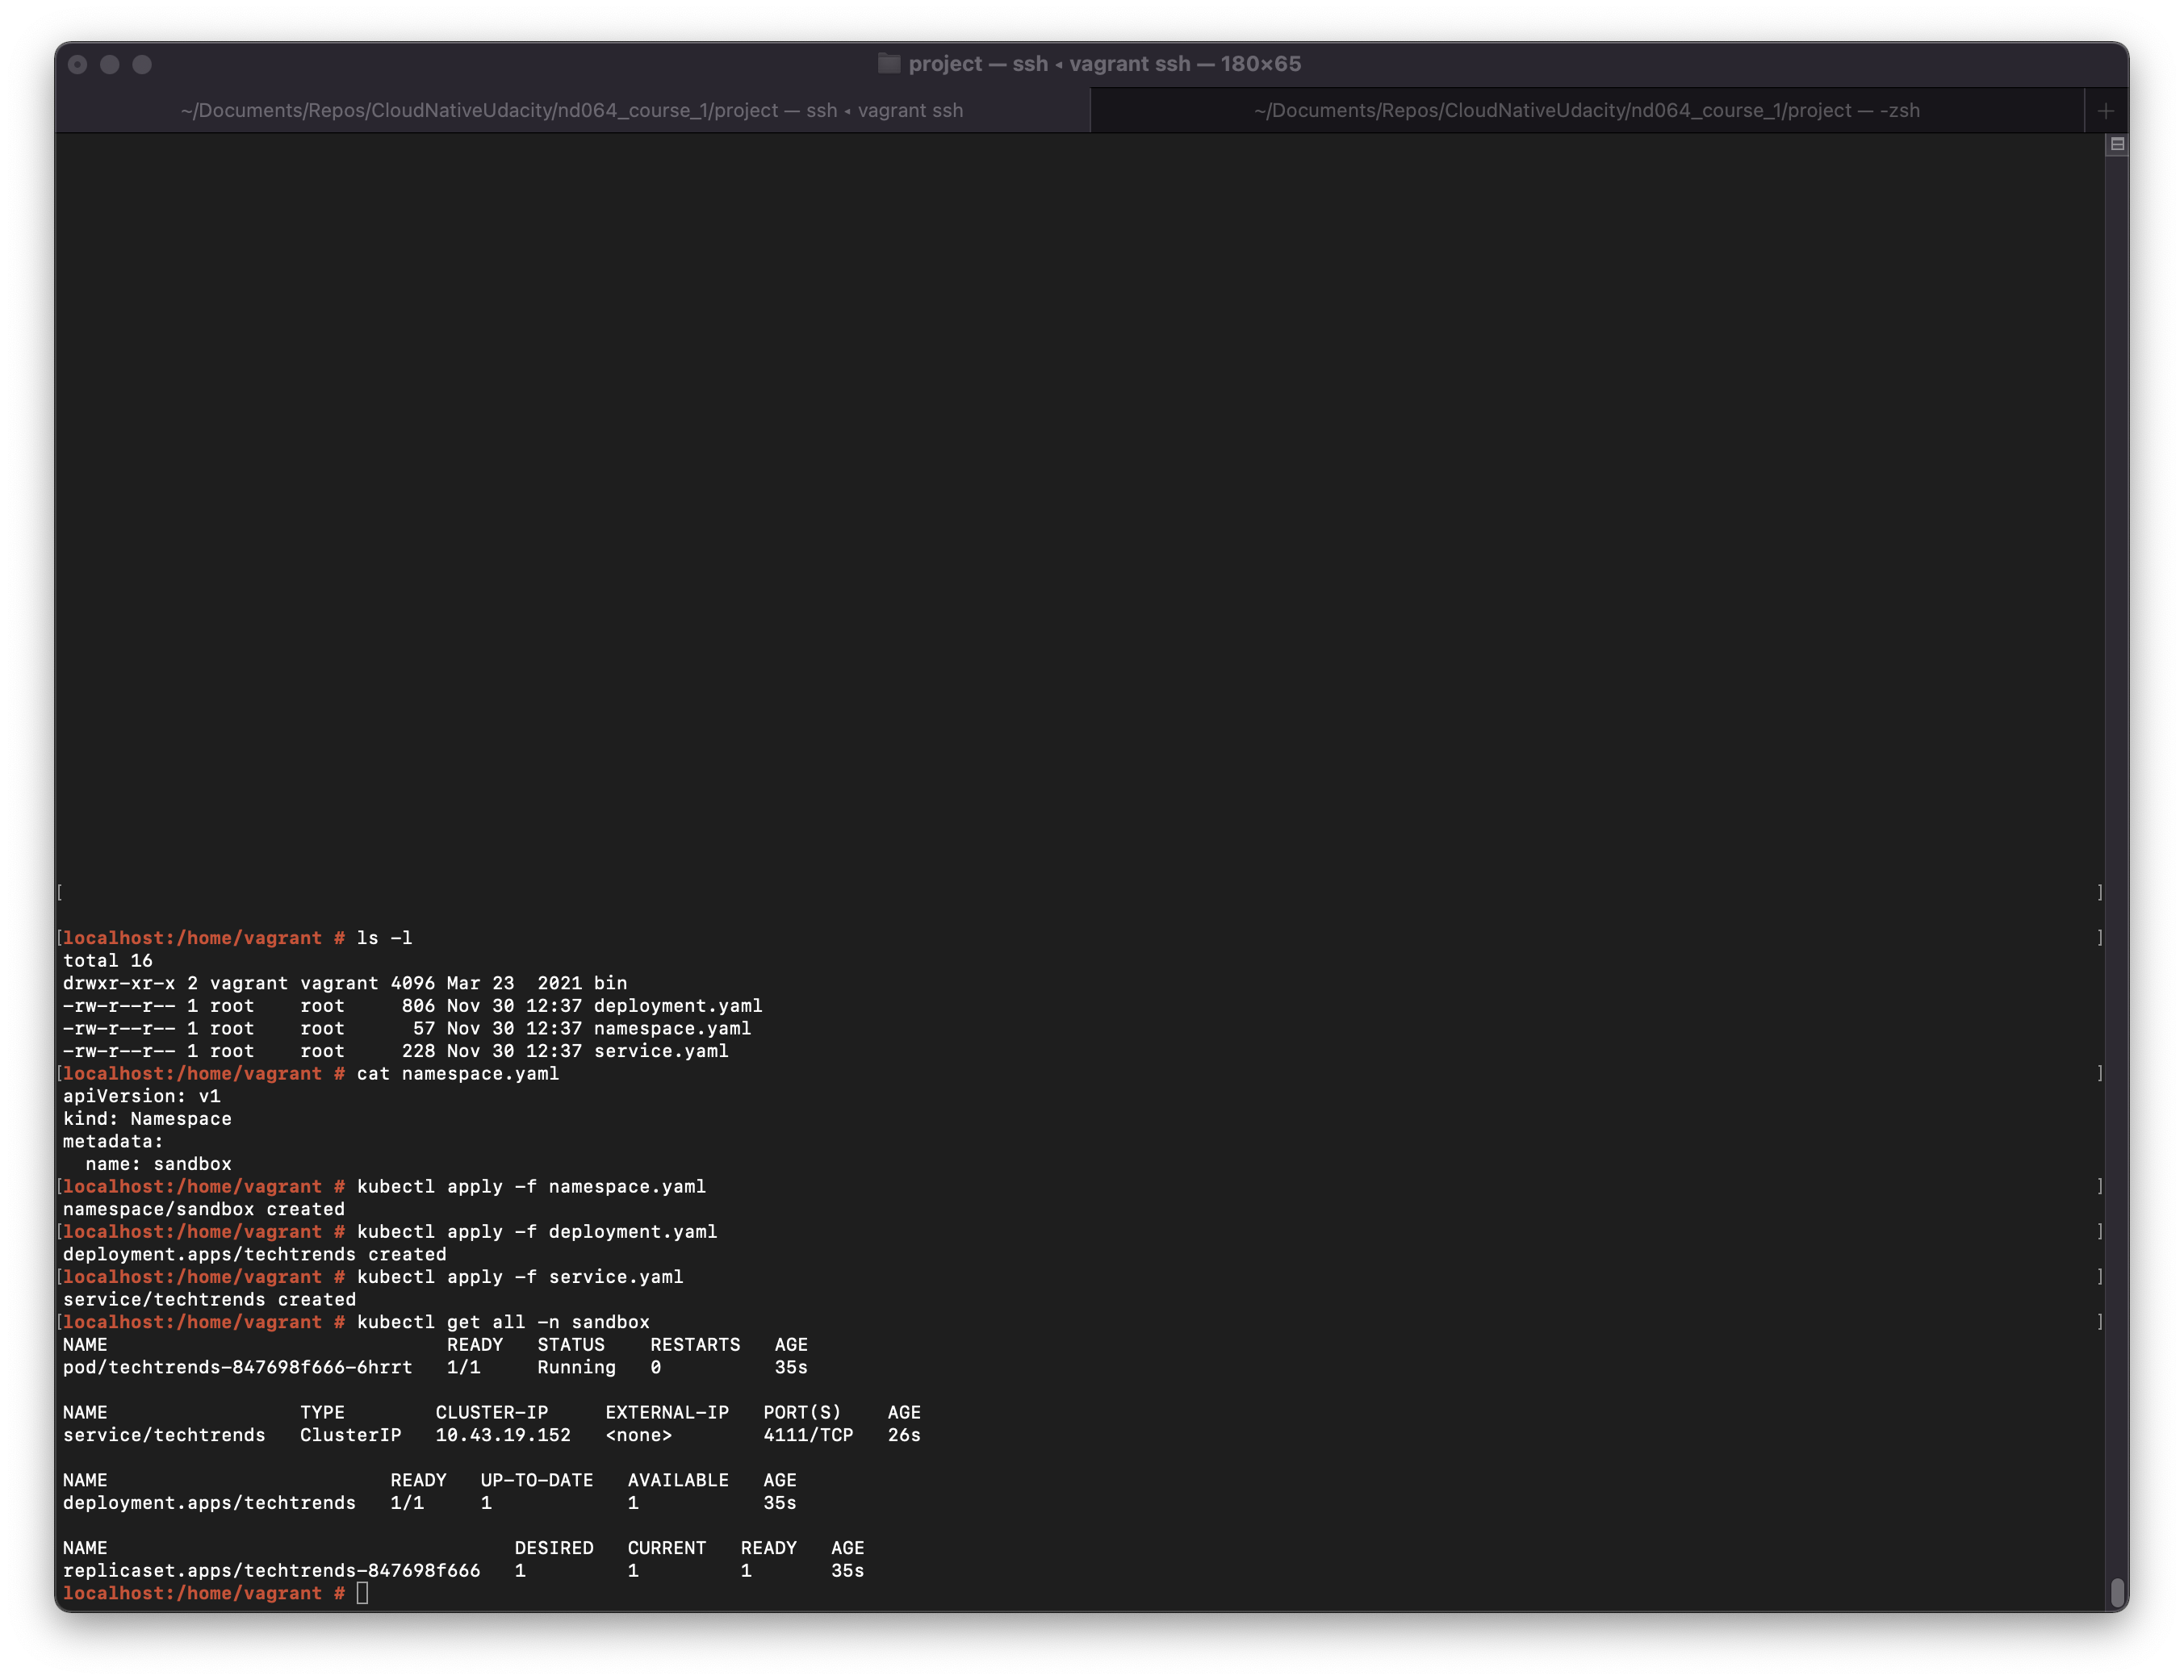 project — ssh ◂ vagrant ssh — 180×65
~/Documents/Repos/CloudNativeUdacity/nd064_course_1/project — ssh ◂ vagrant ssh
~/Documents/Repos/CloudNativeUdacity/nd064_course_1/project — -zsh
[ ]
[localhost:/home/vagrant # ls -l ]
total 16
drwxr-xr-x 2 vagrant vagrant 4096 Mar 23  2021 bin
-rw-r--r-- 1 root    root     806 Nov 30 12:37 deployment.yaml
-rw-r--r-- 1 root    root      57 Nov 30 12:37 namespace.yaml
-rw-r--r-- 1 root    root     228 Nov 30 12:37 service.yaml
[localhost:/home/vagrant # cat namespace.yaml ]
apiVersion: v1
kind: Namespace
metadata:
  name: sandbox
[localhost:/home/vagrant # kubectl apply -f namespace.yaml ]
namespace/sandbox created
[localhost:/home/vagrant # kubectl apply -f deployment.yaml ]
deployment.apps/techtrends created
[localhost:/home/vagrant # kubectl apply -f service.yaml ]
service/techtrends created
[localhost:/home/vagrant # kubectl get all -n sandbox ]
NAME                              READY   STATUS    RESTARTS   AGE
pod/techtrends-847698f666-6hrrt   1/1     Running   0          35s

NAME                 TYPE        CLUSTER-IP     EXTERNAL-IP   PORT(S)    AGE
service/techtrends   ClusterIP   10.43.19.152   <none>        4111/TCP   26s

NAME                         READY   UP-TO-DATE   AVAILABLE   AGE
deployment.apps/techtrends   1/1     1            1           35s

NAME                                    DESIRED   CURRENT   READY   AGE
replicaset.apps/techtrends-847698f666   1         1         1       35s
localhost:/home/vagrant #